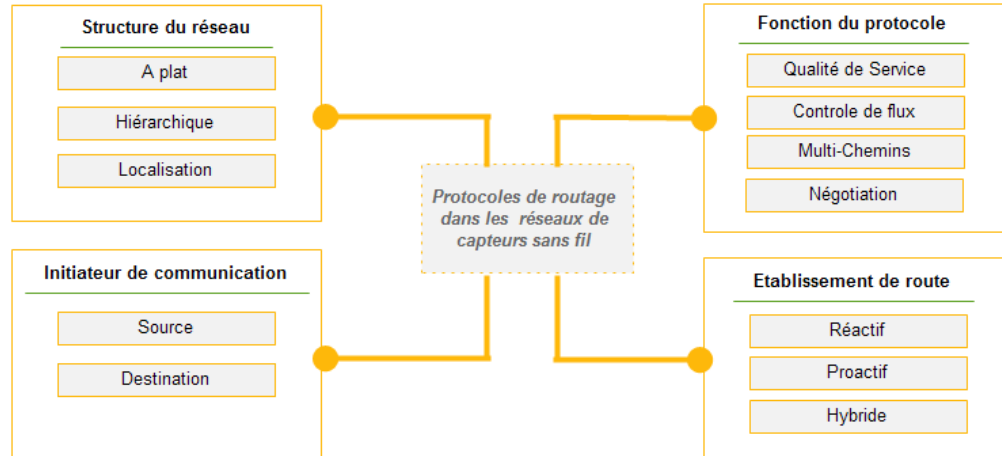 Structure du réseau
A plat
Hiérarchique
Localisation
Fonction du protocole
Qualité de Service
Controle de flux
Multi-Chemins
Négotiation
Protocoles de routage
dans les réseaux de
capteurs sans fil
Initiateur de communication
Source
Destination
Etablissement de route
Réactif
Proactif
Hybride